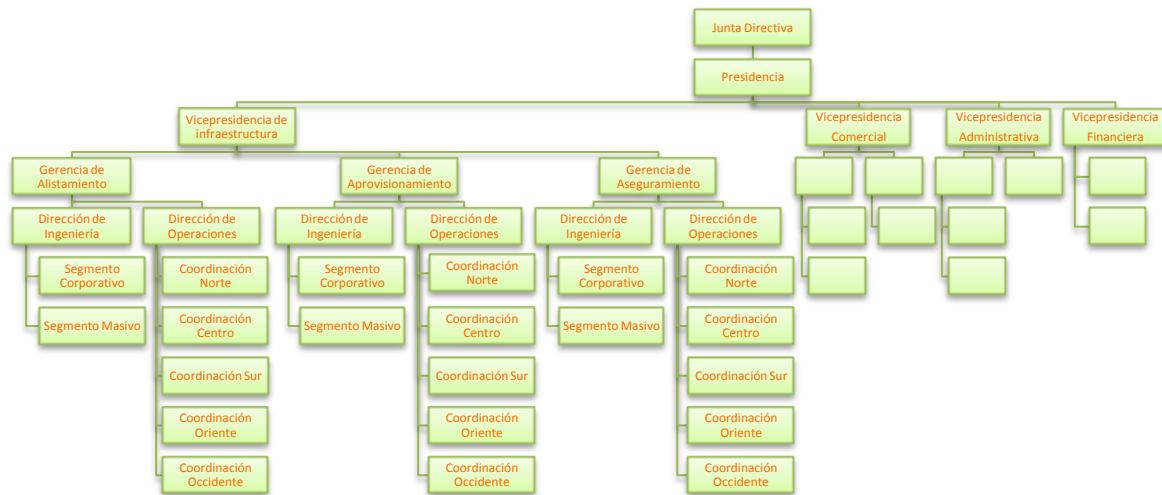 Junta Directiva
Presidencia
Vicepresidencia de
infraestructura
Vicepresidencia
Comercial
Vicepresidencia
Administrativa
Vicepresidencia
Financiera
Gerencia de
Alistamiento
Gerencia de
Aprovisionamiento
Gerencia de
Aseguramiento
Dirección de
Ingeniería
Dirección de
Operaciones
Dirección de
Ingeniería
Dirección de
Operaciones
Dirección de
Ingeniería
Dirección de
Operaciones
Segmento
Corporativo
Segmento Masivo
Coordinación
Norte
Coordinación
Centro
Coordinación Sur
Coordinación
Oriente
Coordinación
Occidente
Segmento
Corporativo
Segmento Masivo
Coordinación
Norte
Coordinación
Centro
Coordinación Sur
Coordinación
Oriente
Coordinación
Occidente
Segmento
Corporativo
Segmento Masivo
Coordinación
Norte
Coordinación
Centro
Coordinación Sur
Coordinación
Oriente
Coordinación
Occidente